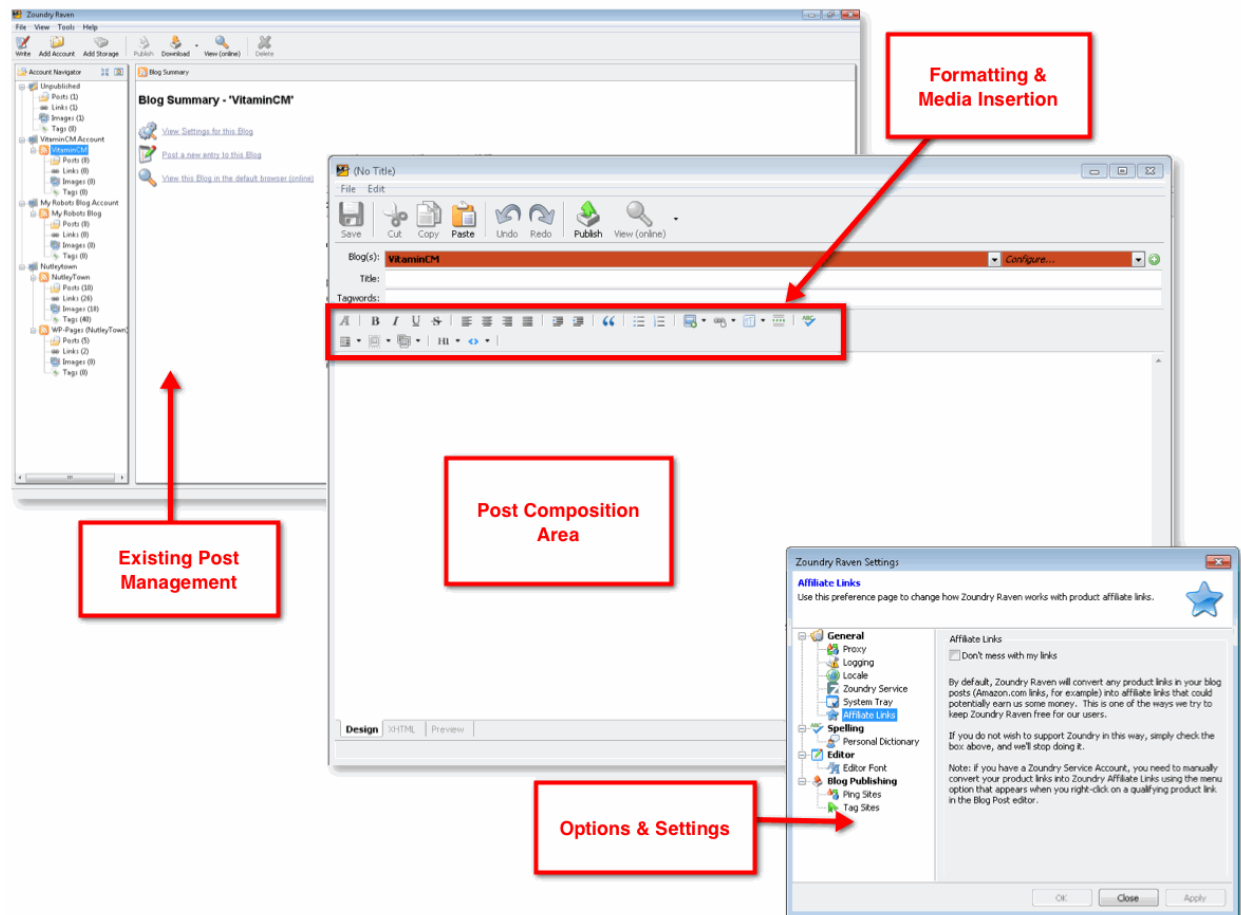 Zoundry Raven
File View Tools Help
Write Add Account Add Storage Publish Download View (online) Delete
Account Navigator
Blog Summary
Unpublished
Posts (1)
Links (1)
Images (1)
Tags (0)
VitaminCM Account
VitaminCM
Posts (0)
Links (0)
Images (0)
Tags (0)
My Robots Blog Account
My Robots Blog
Posts (0)
Links (0)
Images (0)
Tags (0)
Nutleytown
NutleyTown
Posts (10)
Links (26)
Images (10)
Tags (40)
WP-Pages (NutleyTown)
Posts (5)
Links (2)
Images (0)
Tags (0)
Blog Summary - 'VitaminCM'
View Settings for this Blog
Post a new entry to this Blog
View this Blog in the default browser (online)
Formatting &
Media Insertion
(No Title)
File Edit
Save Cut Copy Paste Undo Redo Publish View (online)
Blog(s): VitaminCM Configure...
Title:
Tagwords:
A B I U S ABC
H1
Post Composition
Area
Existing Post
Management
Design XHTML Preview
Options & Settings
Zoundry Raven Settings
Affiliate Links
Use this preference page to change how Zoundry Raven works with product affiliate links.
General
Proxy
Logging
Locale
Zoundry Service
System Tray
Affiliate Links
Spelling
Personal Dictionary
Editor
Editor Font
Blog Publishing
Ping Sites
Tag Sites
Affiliate Links
Don't mess with my links
By default, Zoundry Raven will convert any product links in your blog
posts (Amazon.com links, for example) into affiliate links that could
potentially earn us some money. This is one of the ways we try to
keep Zoundry Raven free for our users.
If you do not wish to support Zoundry in this way, simply check the
box above, and we'll stop doing it.
Note: if you have a Zoundry Service Account, you need to manually
convert your product links into Zoundry Affiliate Links using the menu
option that appears when you right-click on a qualifying product link
in the Blog Post editor.
OK Close Apply